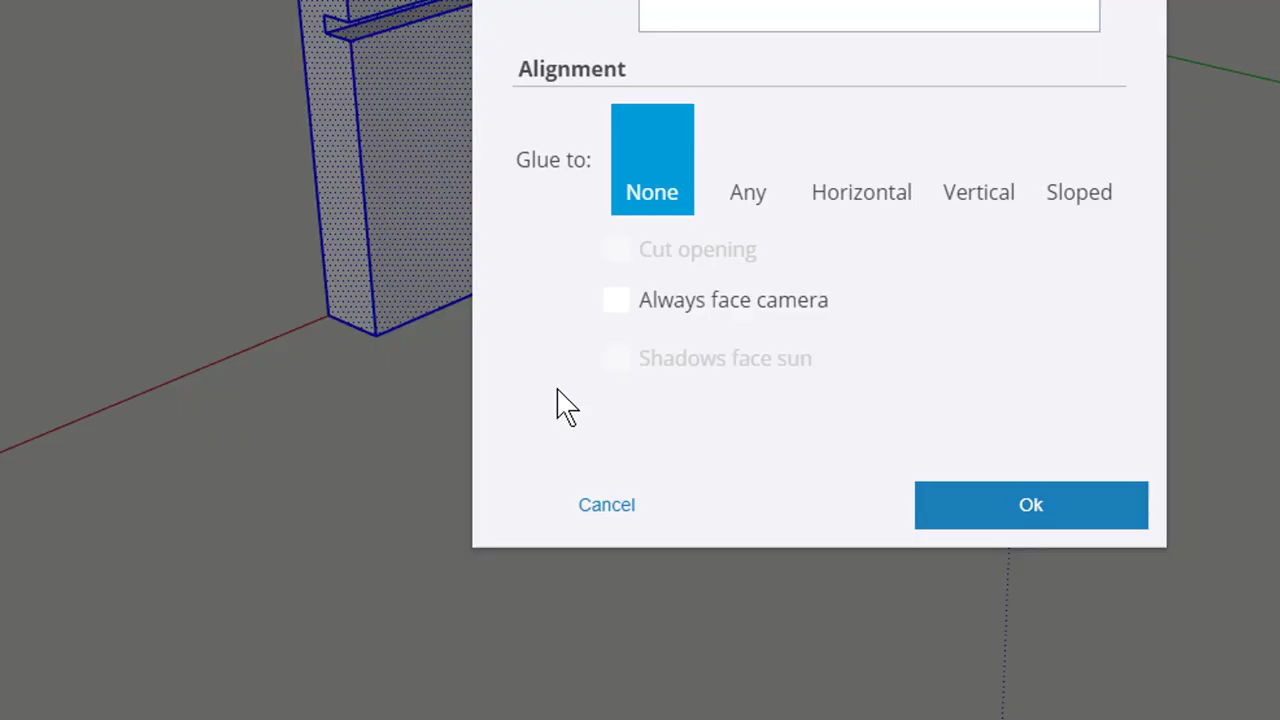 Alignment
Glue to:
None Any Horizontal Vertical Sloped
Cut opening
Always face camera
Shadows face sun
Cancel Ok